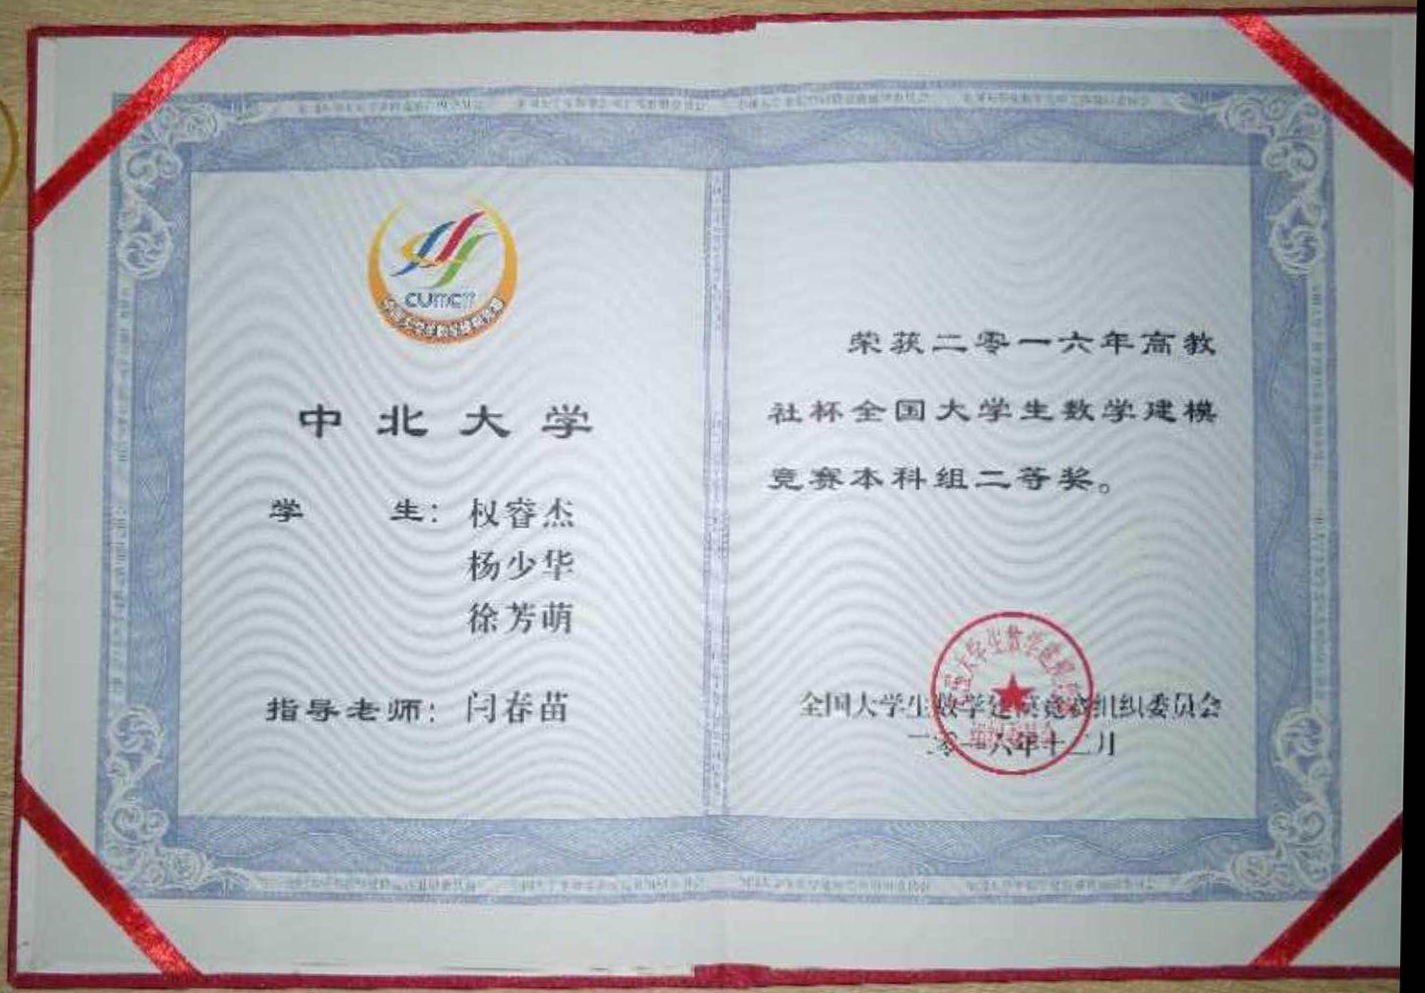 cumcm
中北大学
学 生：权睿杰
杨少华
徐芳萌
指导老师：闫春苗
荣获二零一六年高教
社杯全国大学生数学建模
竞赛本科组二等奖。
全国大学生数学建模竞赛组织委员会
二零一六年十二月